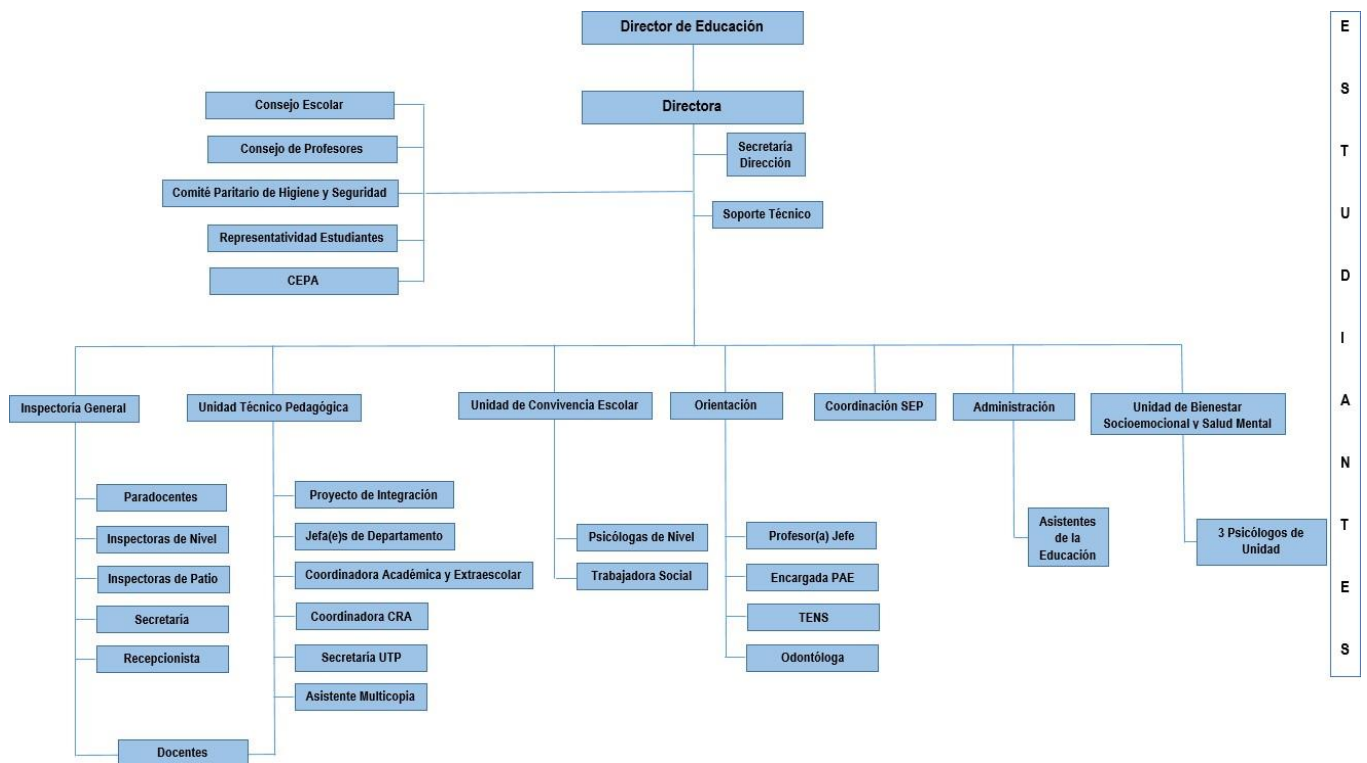 Director de Educación
Directora
Consejo Escolar
Consejo de Profesores
Comité Paritario de Higiene y Seguridad
Representatividad Estudiantes
CEPA
Secretaría
Dirección
Soporte Técnico
Inspectoría General
Unidad Técnico Pedagógica
Unidad de Convivencia Escolar
Orientación
Coordinación SEP
Administración
Unidad de Bienestar
Socioemocional y Salud Mental
Paradocentes
Inspectoras de Nivel
Inspectoras de Patio
Secretaría
Recepcionista
Proyecto de Integración
Jefa(e)s de Departamento
Coordinadora Académica y Extraescolar
Coordinadora CRA
Secretaría UTP
Asistente Multicopia
Docentes
Psicólogas de Nivel
Trabajadora Social
Profesor(a) Jefe
Encargada PAE
TENS
Odontóloga
Asistentes
de la
Educación
3 Psicólogos de
Unidad
E
S
T
U
D
I
A
N
T
E
S